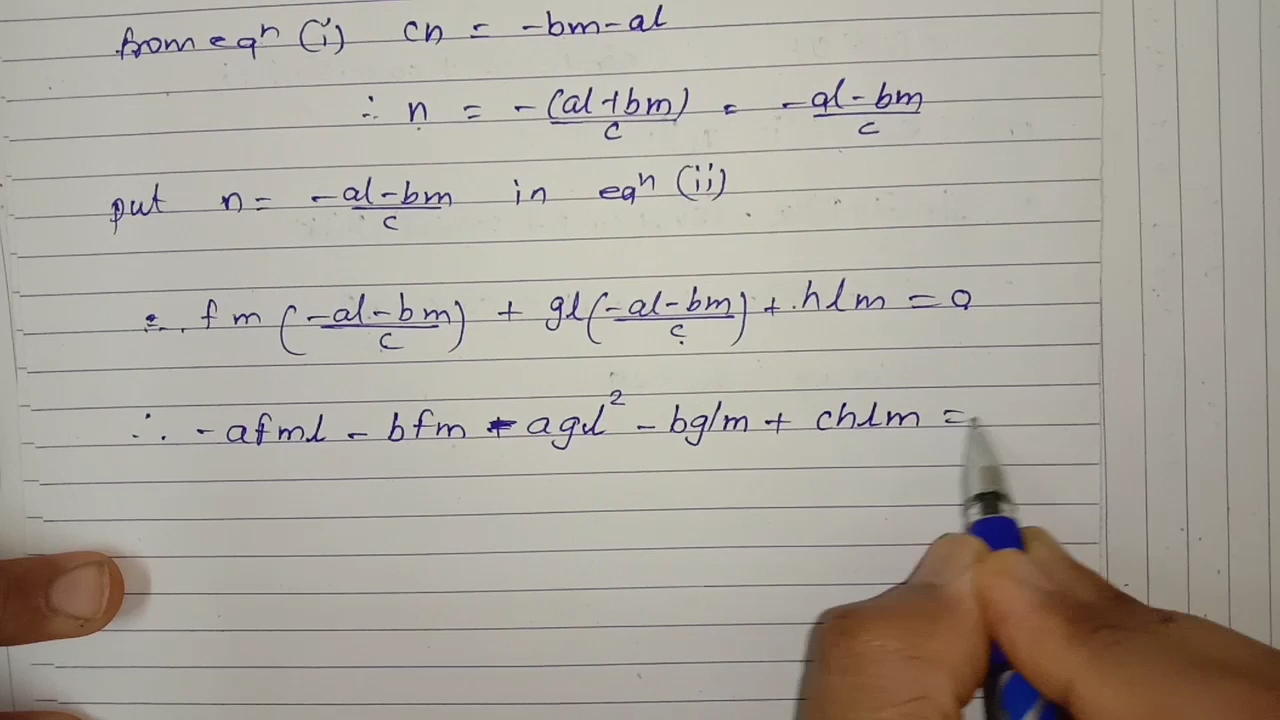 from eqⁿ (i) cn = -bm-al
∴ n = -(al+bm)/c = -al-bm/c
put n = -al-bm/c in eqⁿ (ii)
∴ fm(-al-bm/c) + gl(-al-bm/c) + hlm = 0
∴ -afml - bfm - agl² - bglm + chlm =